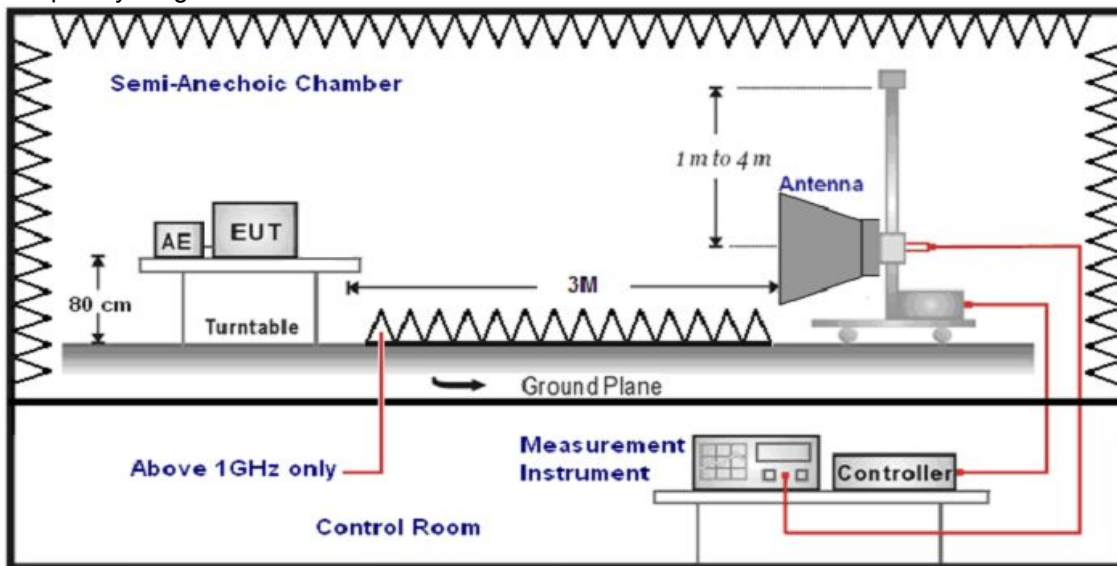 Semi-Anechoic Chamber
1 m to 4 m
Antenna
AE
EUT
3M
80 cm
Turntable
Ground Plane
Above 1GHz only
Measurement
Instrument
Controller
Control Room